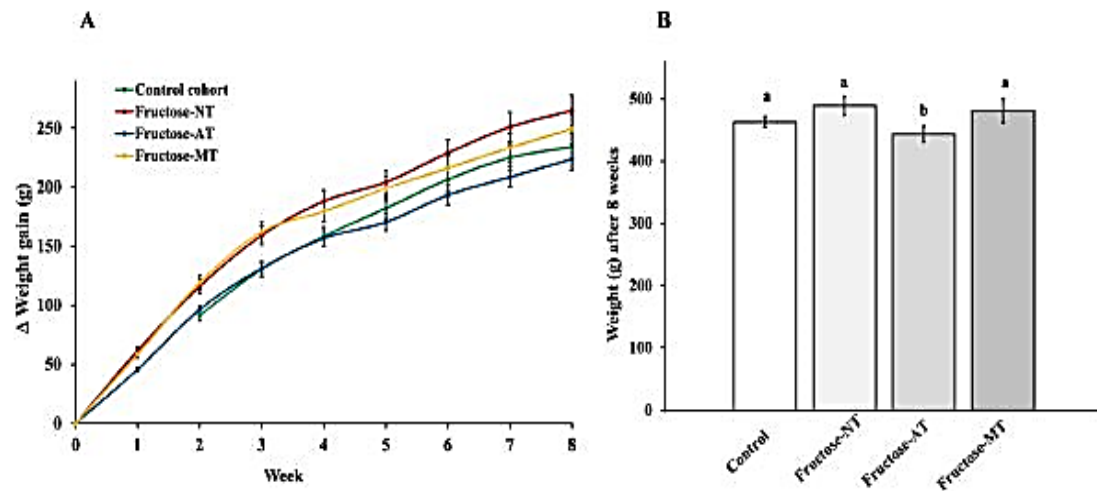 A
Control cohort
Fructose-NT
Fructose-AT
Fructose-MT
Δ Weight gain (g)
250
200
150
100
50
0
0 1 2 3 4 5 6 7 8
Week
B
Weight (g) after 8 weeks
500
400
300
200
100
0
a a b a
Control Fructose-NT Fructose-AT Fructose-MT